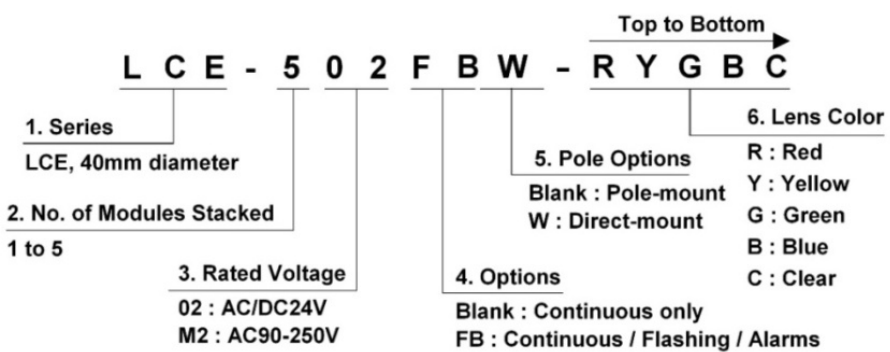 Top to Bottom
L C E - 5 0 2 F B W - R Y G B C
1. Series
LCE, 40mm diameter
2. No. of Modules Stacked
1 to 5
3. Rated Voltage
02 : AC/DC24V
M2 : AC90-250V
4. Options
Blank : Continuous only
FB : Continuous / Flashing / Alarms
5. Pole Options
Blank : Pole-mount
W : Direct-mount
6. Lens Color
R : Red
Y : Yellow
G : Green
B : Blue
C : Clear